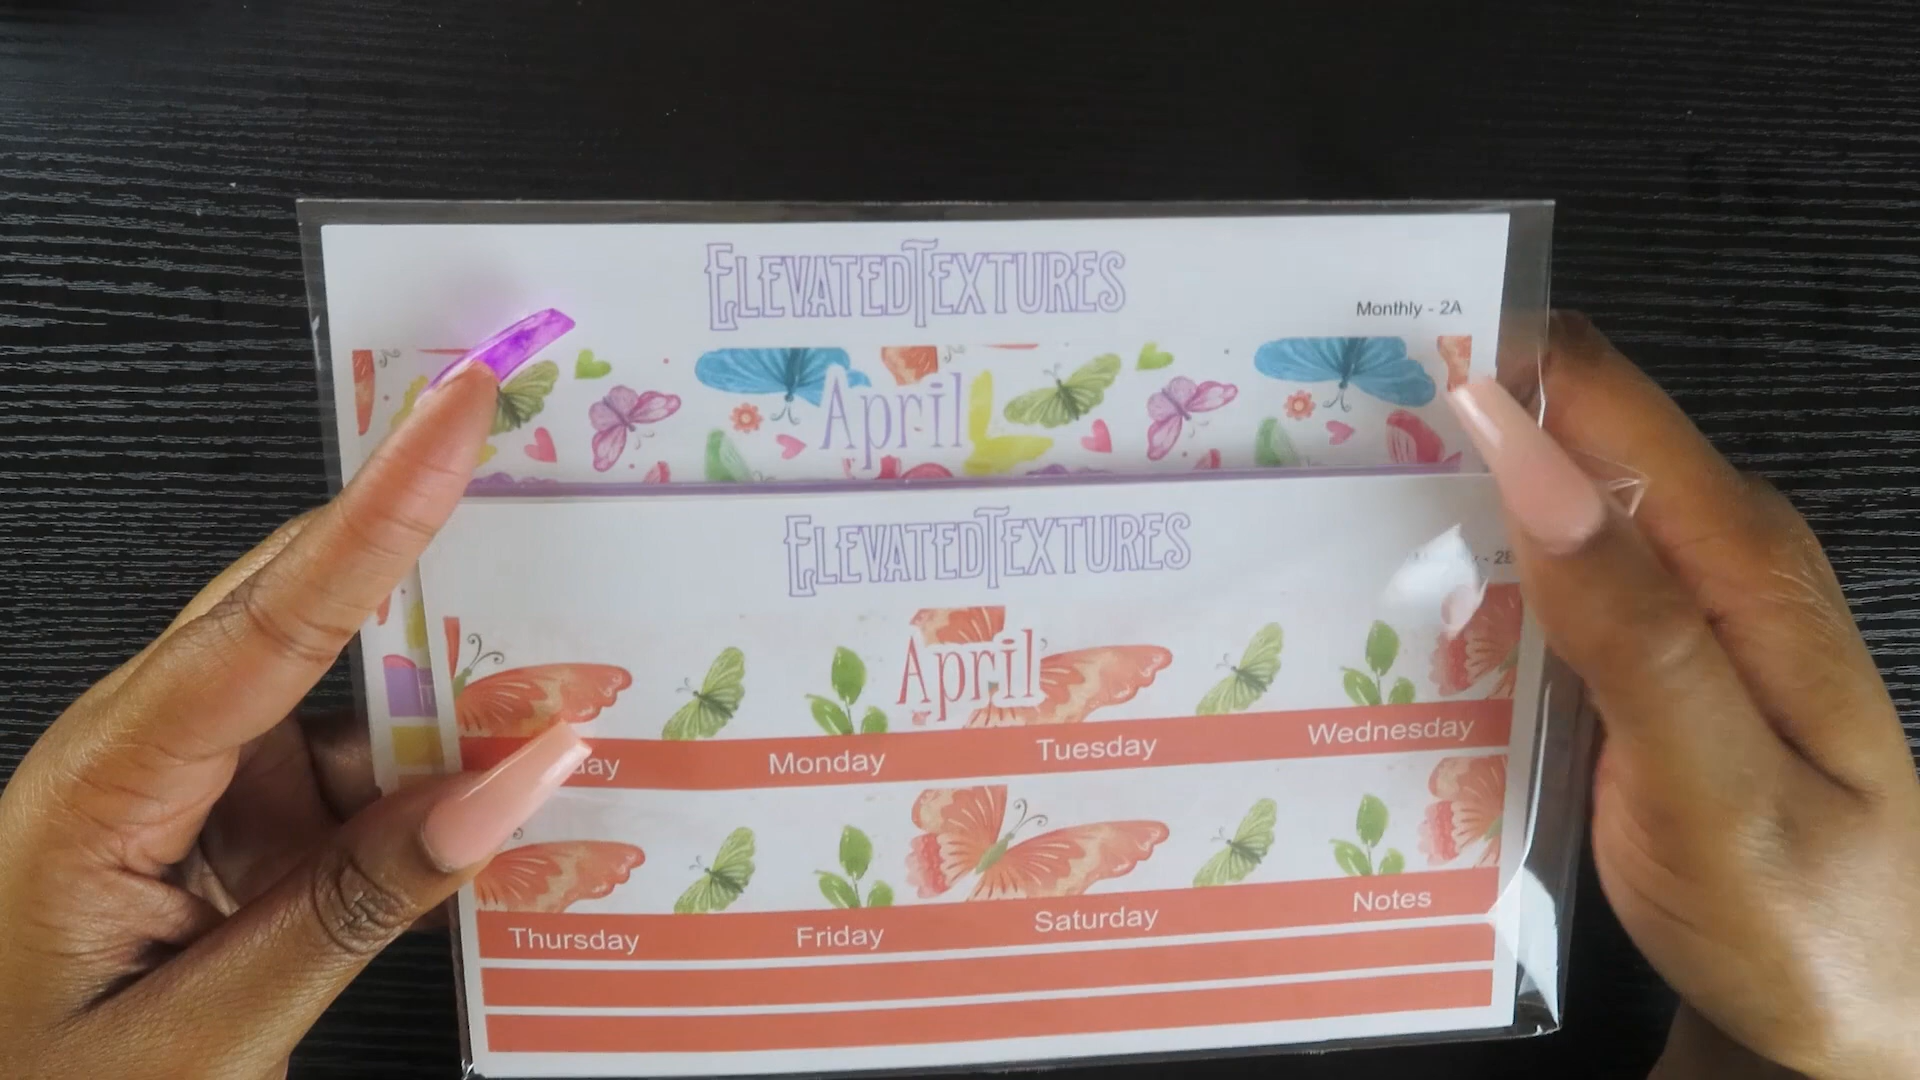 ElevatedTextures
Monthly - 2A
April
ElevatedTextures
April
Monday Tuesday Wednesday
Thursday Friday Saturday Notes